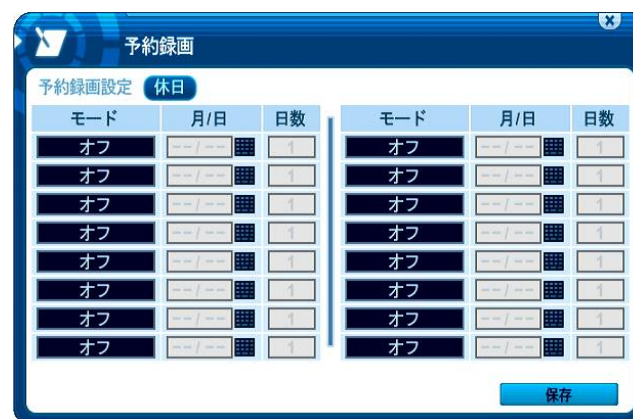 予約録画
予約録画設定 休日
モード 月/日 日数 モード 月/日 日数
オフ --/-- 1 オフ --/-- 1
オフ --/-- 1 オフ --/-- 1
オフ --/-- 1 オフ --/-- 1
オフ --/-- 1 オフ --/-- 1
オフ --/-- 1 オフ --/-- 1
オフ --/-- 1 オフ --/-- 1
オフ --/-- 1 オフ --/-- 1
オフ --/-- 1 オフ --/-- 1
保存